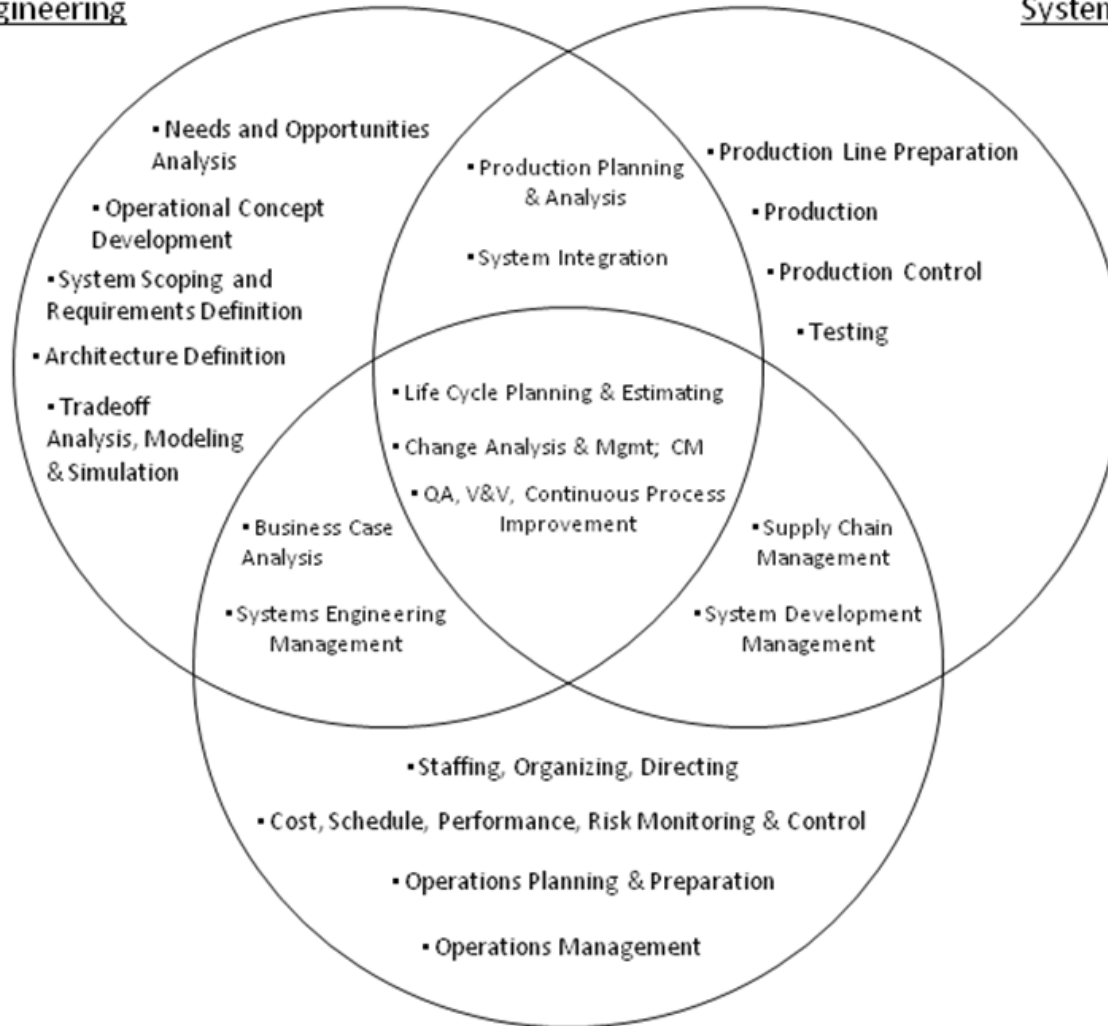 gineering
System
▪ Needs and Opportunities
Analysis
▪ Operational Concept
Development
▪ System Scoping and
Requirements Definition
▪ Architecture Definition
▪ Tradeoff
Analysis, Modeling
& Simulation
▪ Production Planning
& Analysis
▪ System Integration
▪ Production Line Preparation
▪ Production
▪ Production Control
▪ Testing
▪ Life Cycle Planning & Estimating
▪ Change Analysis & Mgmt; CM
▪ QA, V&V, Continuous Process
Improvement
▪ Business Case
Analysis
▪ Systems Engineering
Management
▪ Supply Chain
Management
▪ System Development
Management
▪ Staffing, Organizing, Directing
▪ Cost, Schedule, Performance, Risk Monitoring & Control
▪ Operations Planning & Preparation
▪ Operations Management